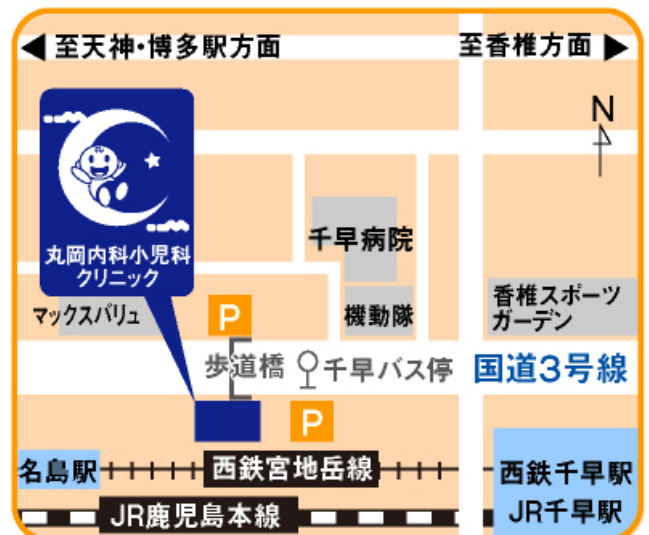 ◀ 至天神・博多駅方面
至香椎方面 ▶
N
丸岡内科小児科
クリニック
千早病院
マックスバリュ
P
機動隊
香椎スポーツ
ガーデン
歩道橋
千早バス停
国道3号線
P
名島駅
西鉄宮地岳線
西鉄千早駅
JR鹿児島本線
JR千早駅